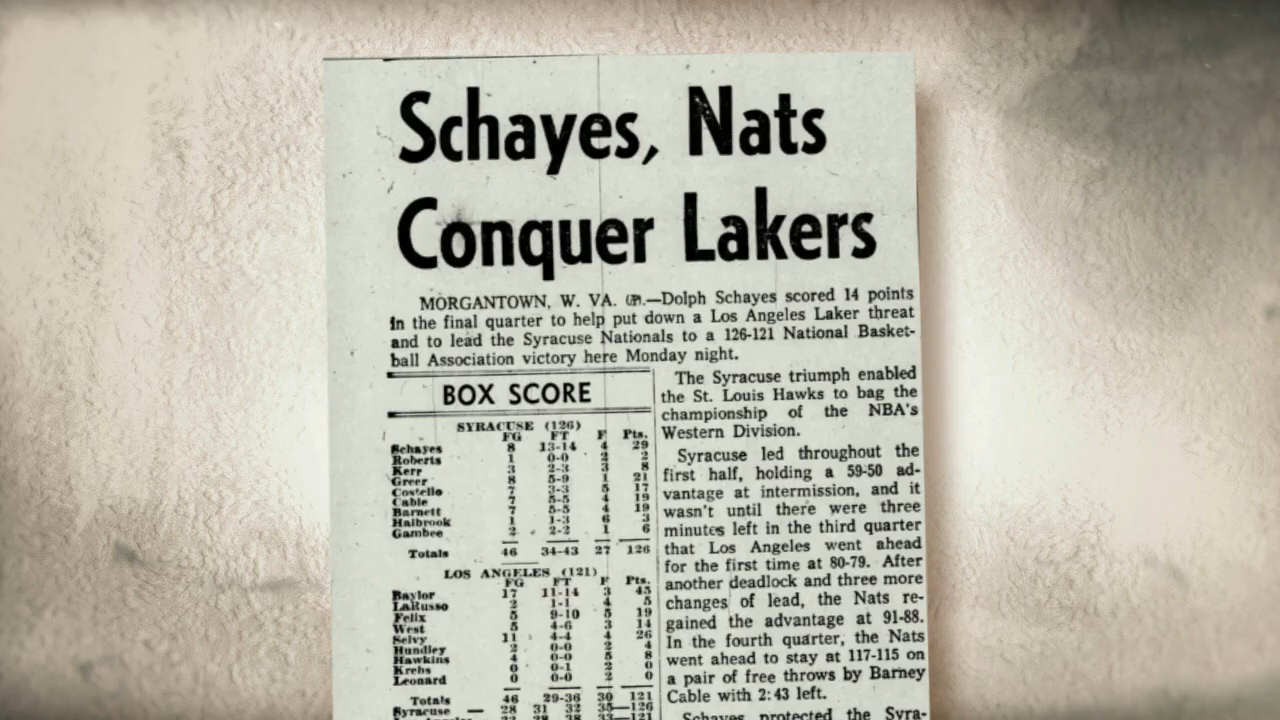 Schayes, Nats
Conquer Lakers
MORGANTOWN, W. VA. (AP).—Dolph Schayes scored 14 points
in the final quarter to help put down a Los Angeles Laker threat
and to lead the Syracuse Nationals to a 126-121 National Basket-
ball Association victory here Monday night.
BOX SCORE
SYRACUSE (126)
FG FT F Pts.
Schayes 8 13-14 4 29
Roberts 1 0-0 2 2
Kerr 3 2-3 3 8
Greer 8 5-9 1 21
Costello 7 3-3 5 17
Cable 7 5-5 4 19
Barnett 7 5-5 4 19
Halbrook 1 1-3 6 3
Gambee 2 2-2 1 6
Totals 46 34-43 27 126
LOS ANGELES (121)
FG FT F Pts.
Baylor 17 11-14 3 45
LaRusso 2 1-1 4 5
Felix 5 9-10 5 19
West 5 4-6 3 14
Selvy 11 4-4 4 26
Hundley 2 0-0 2 4
Hawkins 4 0-0 5 8
Krebs 0 0-1 2 0
Leonard 0 0-0 2 0
Totals 46 29-36 30 121
Syracuse — 28 31 32 35—126
The Syracuse triumph enabled
the St. Louis Hawks to bag the
championship of the NBA's
Western Division.
Syracuse led throughout the
first half, holding a 59-50 ad-
vantage at intermission, and it
wasn't until there were three
minutes left in the third quarter
that Los Angeles went ahead
for the first time at 80-79. After
another deadlock and three more
changes of lead, the Nats re-
gained the advantage at 91-88.
In the fourth quarter, the Nats
went ahead to stay at 117-115 on
a pair of free throws by Barney
Cable with 2:43 left.
Schayes protected the Syra-